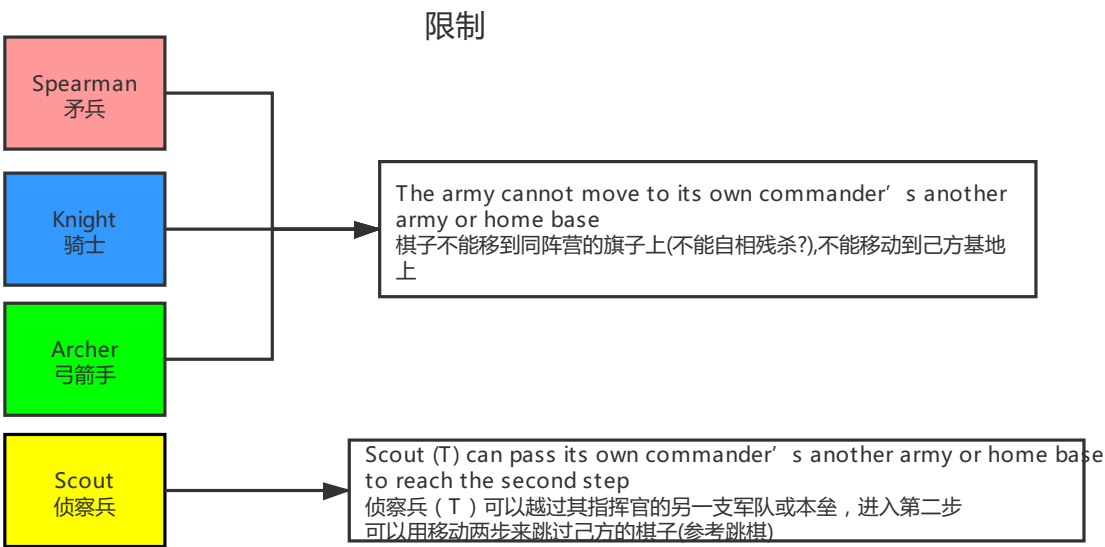 限制
Spearman
矛兵
Knight
骑士
Archer
弓箭手
Scout
侦察兵
The army cannot move to its own commander’s another
army or home base
棋子不能移到同阵营的旗子上(不能自相残杀?),不能移动到己方基地
上
Scout (T) can pass its own commander’s another army or home base
to reach the second step
侦察兵（T）可以越过其指挥官的另一支军队或本垒，进入第二步
可以用移动两步来跳过己方的棋子(参考跳棋)